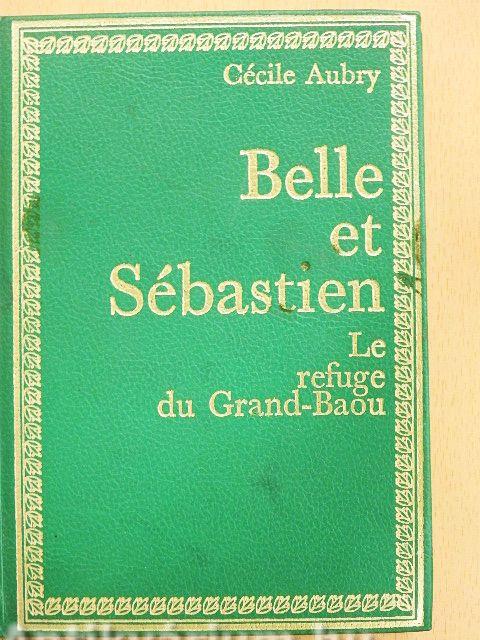 Cécile Aubry
Belle
et
Sébastien
Le
refuge
du Grand-Baou